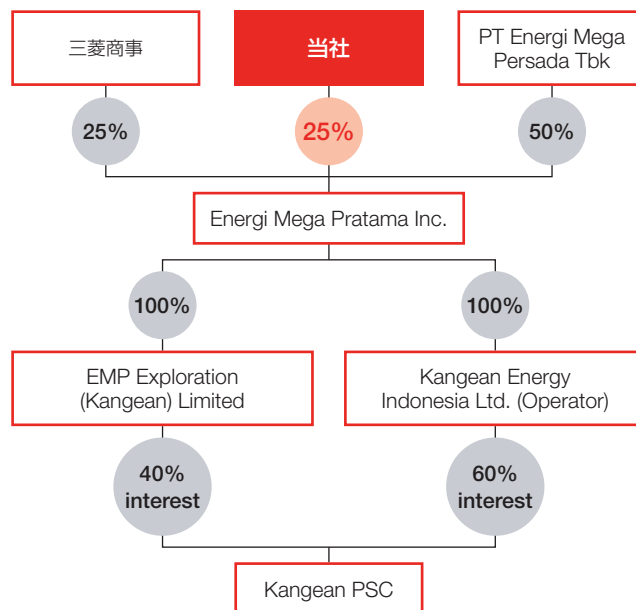 三菱商事
当社
PT Energi Mega
Persada Tbk
25%
25%
50%
Energi Mega Pratama Inc.
100%
100%
EMP Exploration
(Kangean) Limited
Kangean Energy
Indonesia Ltd. (Operator)
40%
interest
60%
interest
Kangean PSC